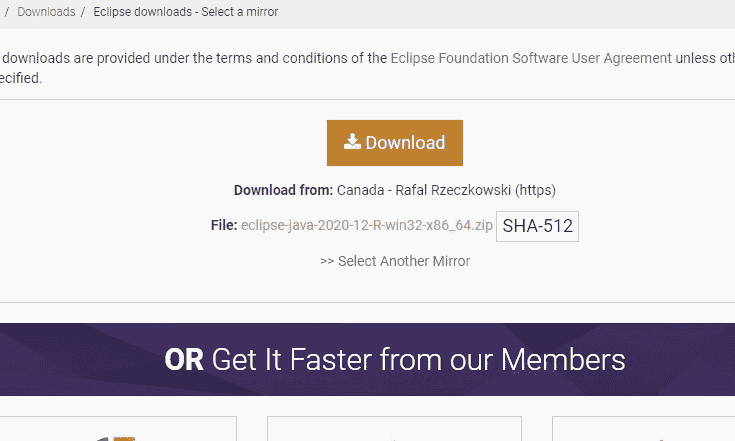 / Downloads / Eclipse downloads - Select a mirror
downloads are provided under the terms and conditions of the Eclipse Foundation Software User Agreement unless oth
ecified.
Download
Download from: Canada - Rafal Rzeczkowski (https)
File: eclipse-java-2020-12-R-win32-x86_64.zip SHA-512
>> Select Another Mirror
OR Get It Faster from our Members